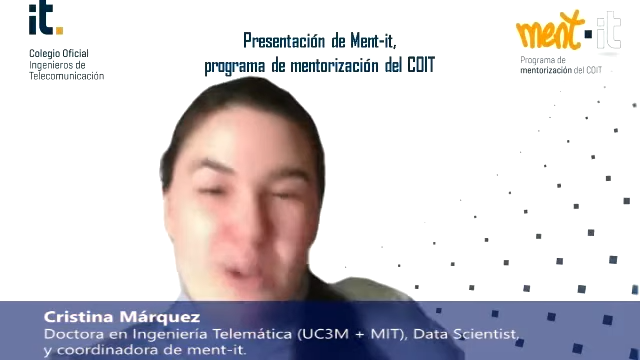 it.
Colegio Oficial
Ingenieros de
Telecomunicación
Presentación de Ment-it,
programa de mentorización del COIT
ment·it
Programa de
mentorización del COIT
Cristina Márquez
Doctora en Ingeniería Telemática (UC3M + MIT), Data Scientist,
y coordinadora de ment-it.